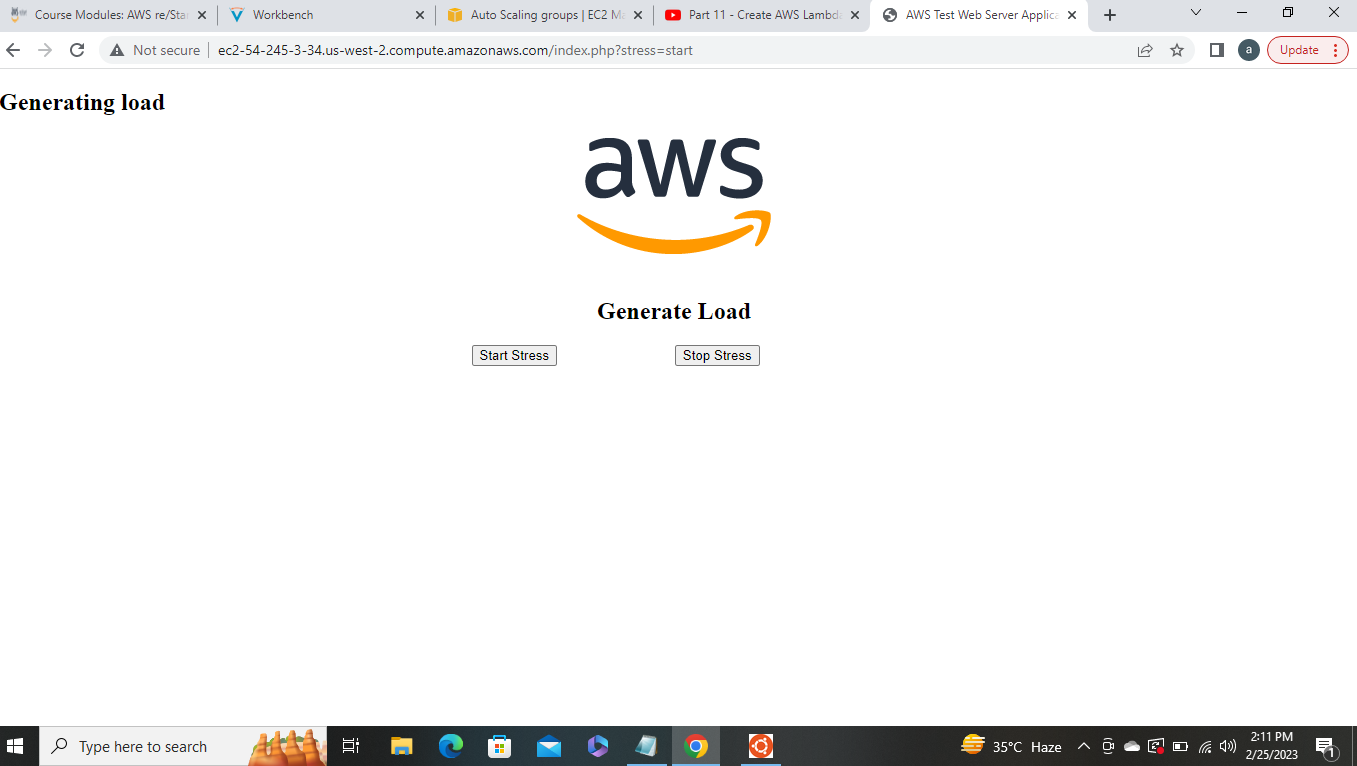 Course Modules: AWS re/Star
Workbench
Auto Scaling groups | EC2 Ma
Part 11 - Create AWS Lambda
AWS Test Web Server Applica
Not secure
ec2-54-245-3-34.us-west-2.compute.amazonaws.com/index.php?stress=start
a
Update
Generating load
aws
Generate Load
Start Stress
Stop Stress
Type here to search
35°C Haze
2:11 PM
2/25/2023
1